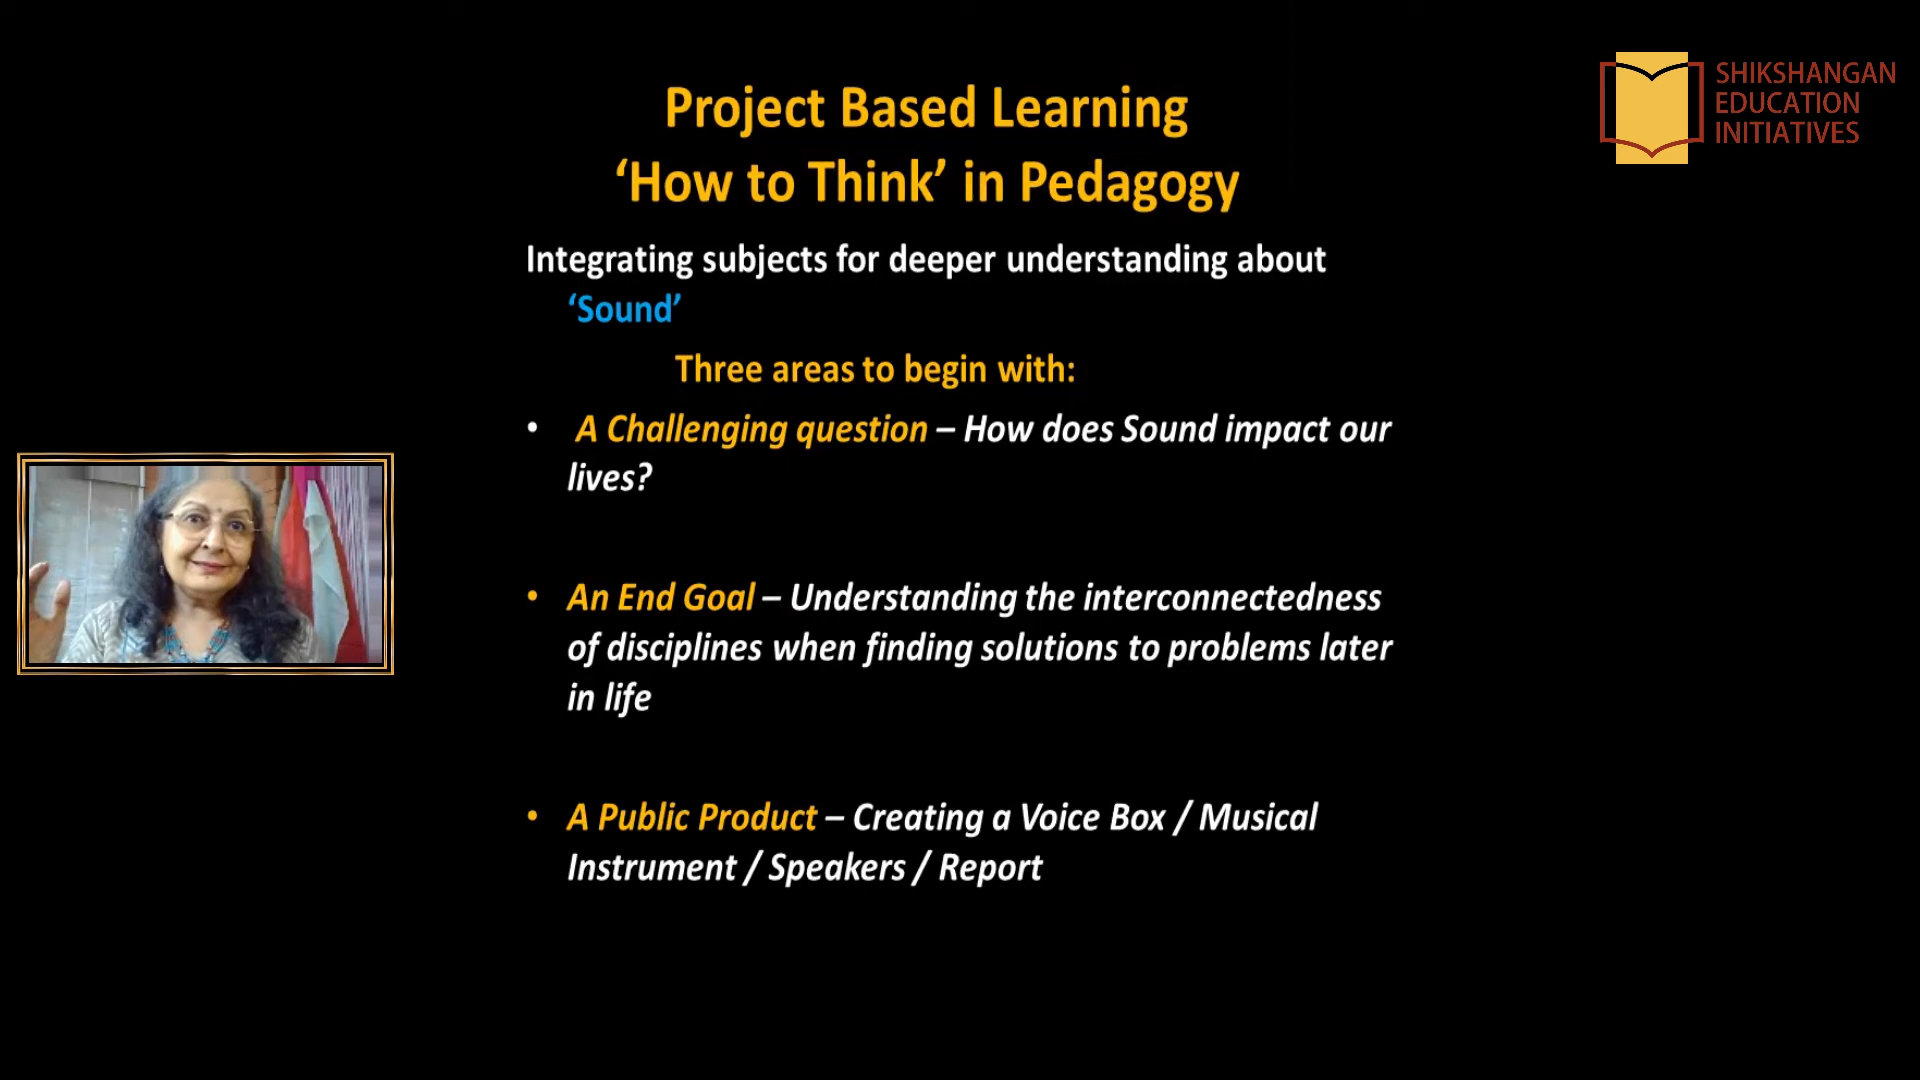 SHIKSHANGAN
EDUCATION
INITIATIVES
Project Based Learning
‘How to Think’ in Pedagogy
Integrating subjects for deeper understanding about
‘Sound’
Three areas to begin with:
• A Challenging question – How does Sound impact our
lives?
• An End Goal – Understanding the interconnectedness
of disciplines when finding solutions to problems later
in life
• A Public Product – Creating a Voice Box / Musical
Instrument / Speakers / Report